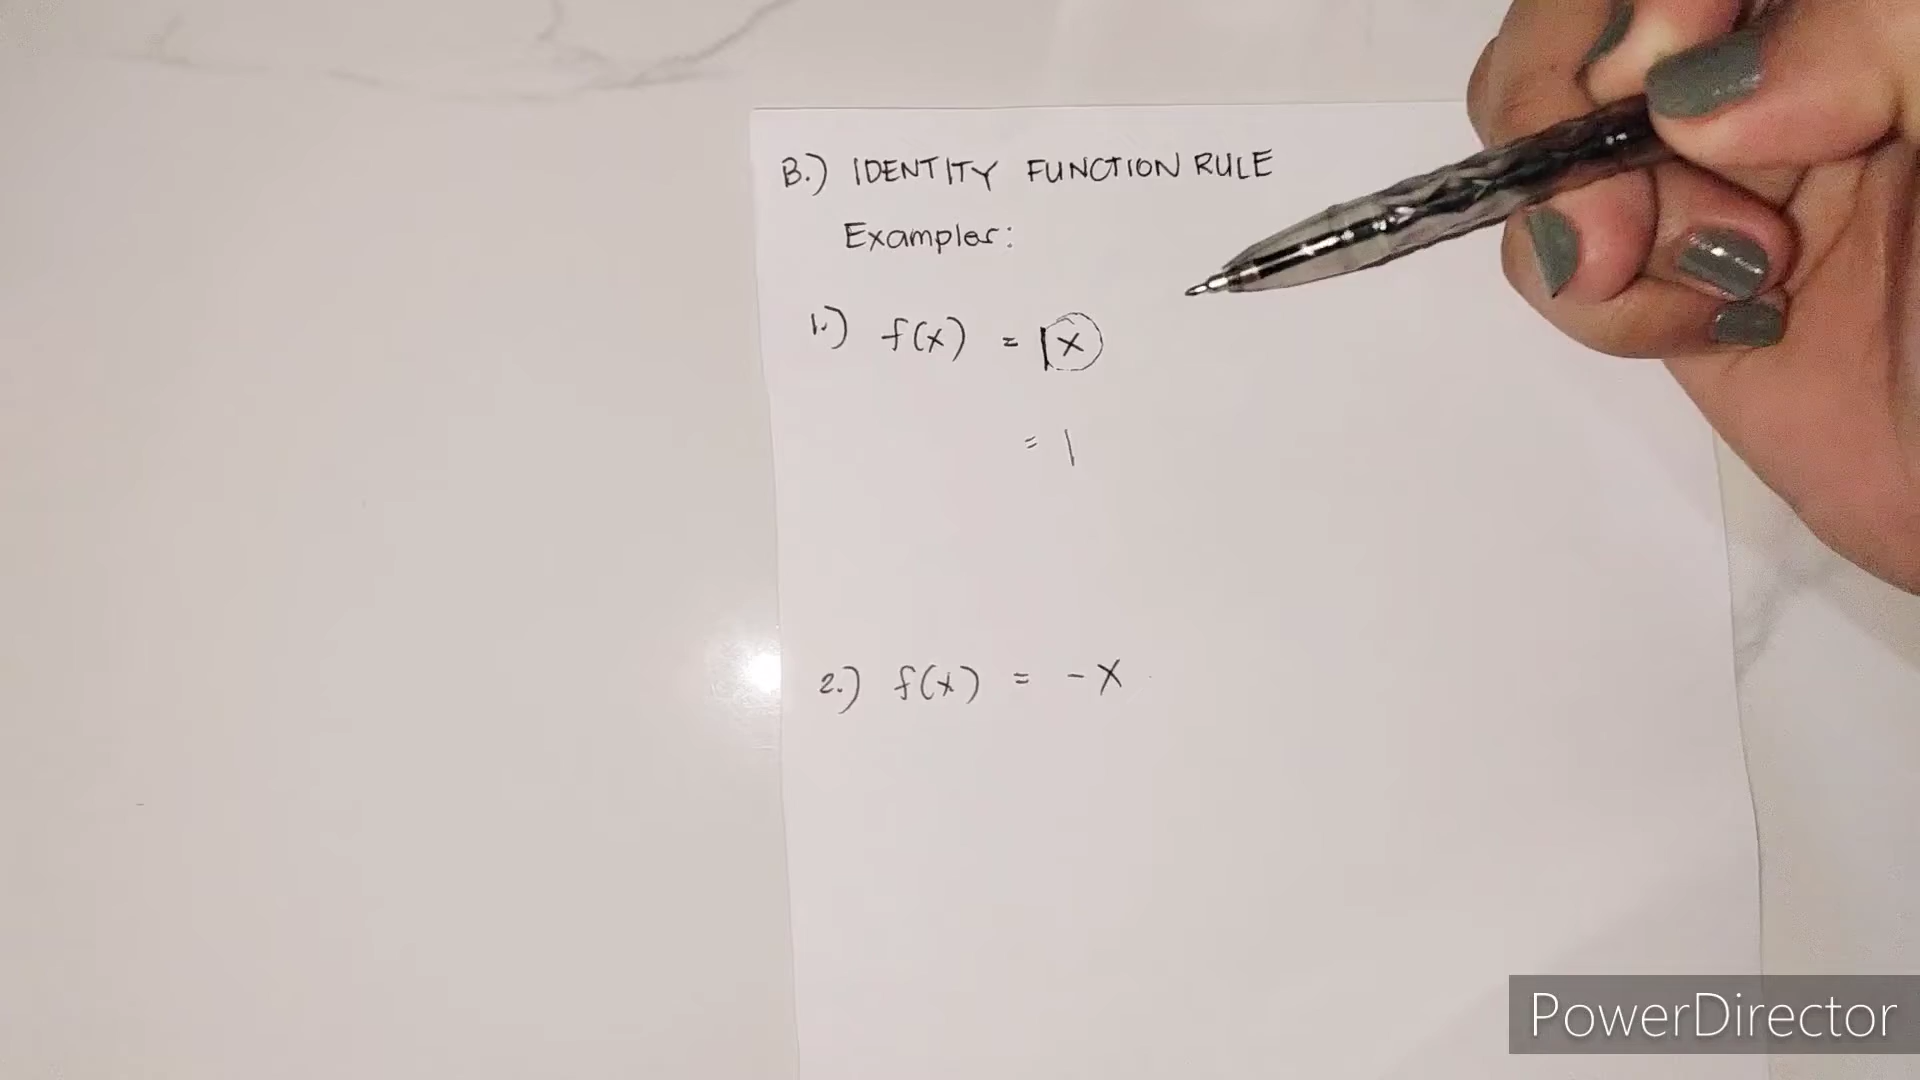 B.) IDENTITY FUNCTION RULE
Examples:
1.) f(x) = 1x
= 1
2.) f(x) = -x
PowerDirector